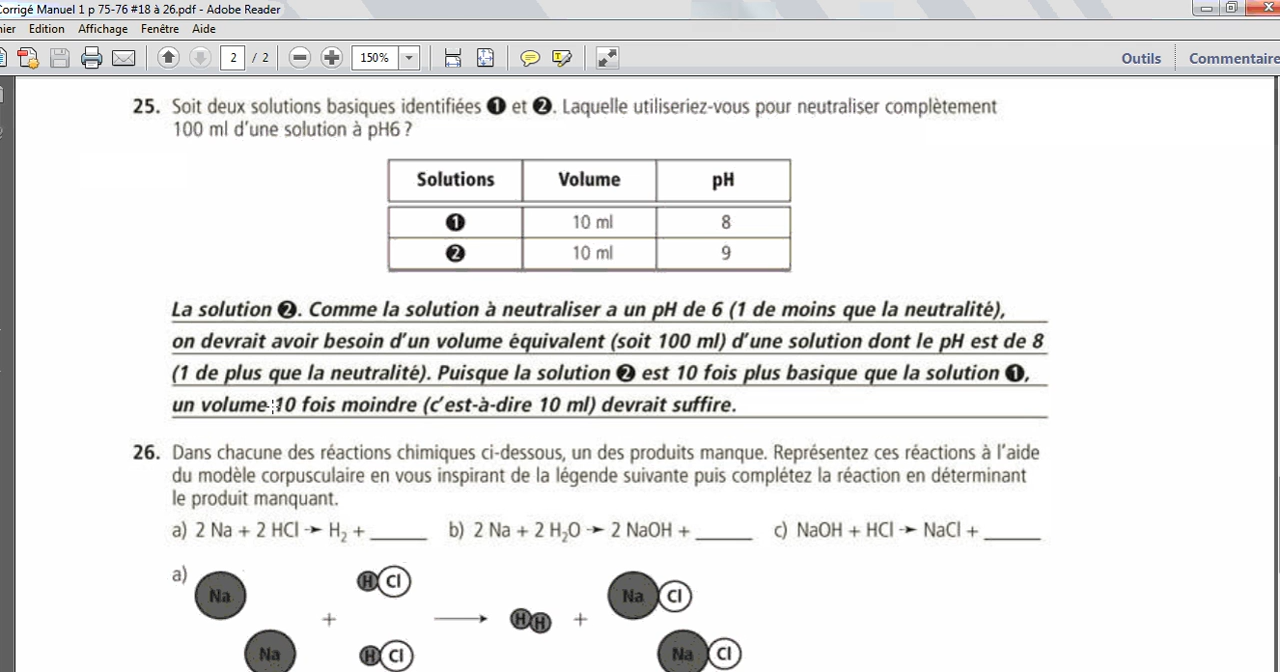 Corrigé Manuel 1 p 75-76 #18 à 26.pdf - Adobe Reader
Edition Affichage Fenêtre Aide
2 / 2 150% Outils Commentaire
25. Soit deux solutions basiques identifiées ❶ et ❷. Laquelle utiliseriez-vous pour neutraliser complètement
100 ml d'une solution à pH6 ?
Solutions Volume pH
❶ 10 ml 8
❷ 10 ml 9
La solution ❷. Comme la solution à neutraliser a un pH de 6 (1 de moins que la neutralité),
on devrait avoir besoin d'un volume équivalent (soit 100 ml) d'une solution dont le pH est de 8
(1 de plus que la neutralité). Puisque la solution ❷ est 10 fois plus basique que la solution ❶,
un volume 10 fois moindre (c'est-à-dire 10 ml) devrait suffire.
26. Dans chacune des réactions chimiques ci-dessous, un des produits manque. Représentez ces réactions à l'aide
du modèle corpusculaire en vous inspirant de la légende suivante puis complétez la réaction en déterminant
le produit manquant.
a) 2 Na + 2 HCl → H₂ + ______ b) 2 Na + 2 H₂O → 2 NaOH + ______ c) NaOH + HCl → NaCl + ______
a) Na + H Cl → H H + Na Cl
Na H Cl Na Cl